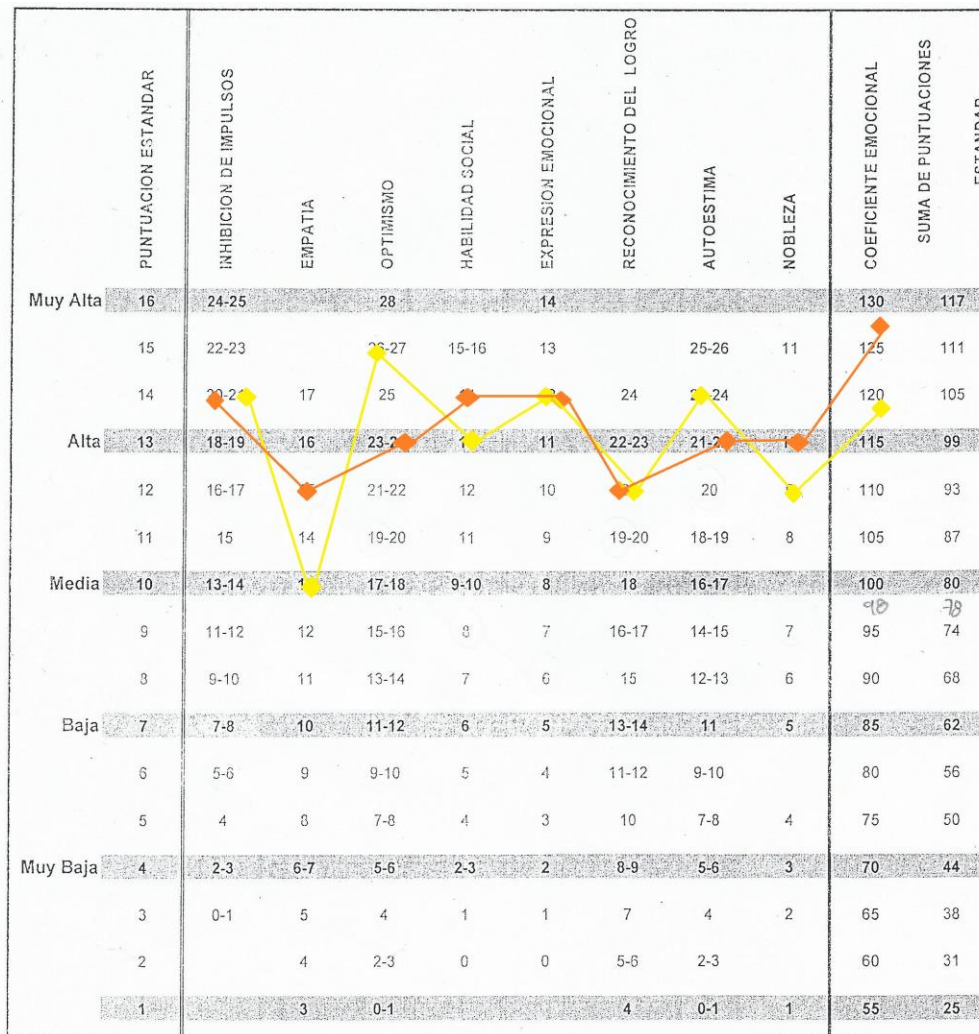 PUNTUACION ESTANDAR INHIBICION DE IMPULSOS EMPATIA OPTIMISMO HABILIDAD SOCIAL EXPRESION EMOCIONAL RECONOCIMIENTO DEL LOGRO AUTOESTIMA NOBLEZA COEFICIENTE EMOCIONAL SUMA DE PUNTUACIONES ESTANDAR
Muy Alta 16 24-25 28 14 130 117
15 22-23 15-16 13 25-26 11 125 111
14 17 25 24 120 105
Alta 13 18-19 16 11 22-23 115 99
12 16-17 21-22 12 10 20 110 93
11 15 14 19-20 11 9 19-20 18-19 8 105 87
Media 10 13-14 17-18 9-10 8 18 16-17 100 80
98 78
9 11-12 12 15-16 8 7 16-17 14-15 7 95 74
8 9-10 11 13-14 7 6 15 12-13 6 90 68
Baja 7 7-8 10 11-12 6 5 13-14 11 5 85 62
6 5-6 9 9-10 5 4 11-12 9-10 80 56
5 4 8 7-8 4 3 10 7-8 4 75 50
Muy Baja 4 2-3 6-7 5-6 2-3 2 8-9 5-6 3 70 44
3 0-1 5 4 1 1 7 4 2 65 38
2 4 2-3 0 0 5-6 2-3 60 31
1 3 0-1 4 0-1 1 55 25